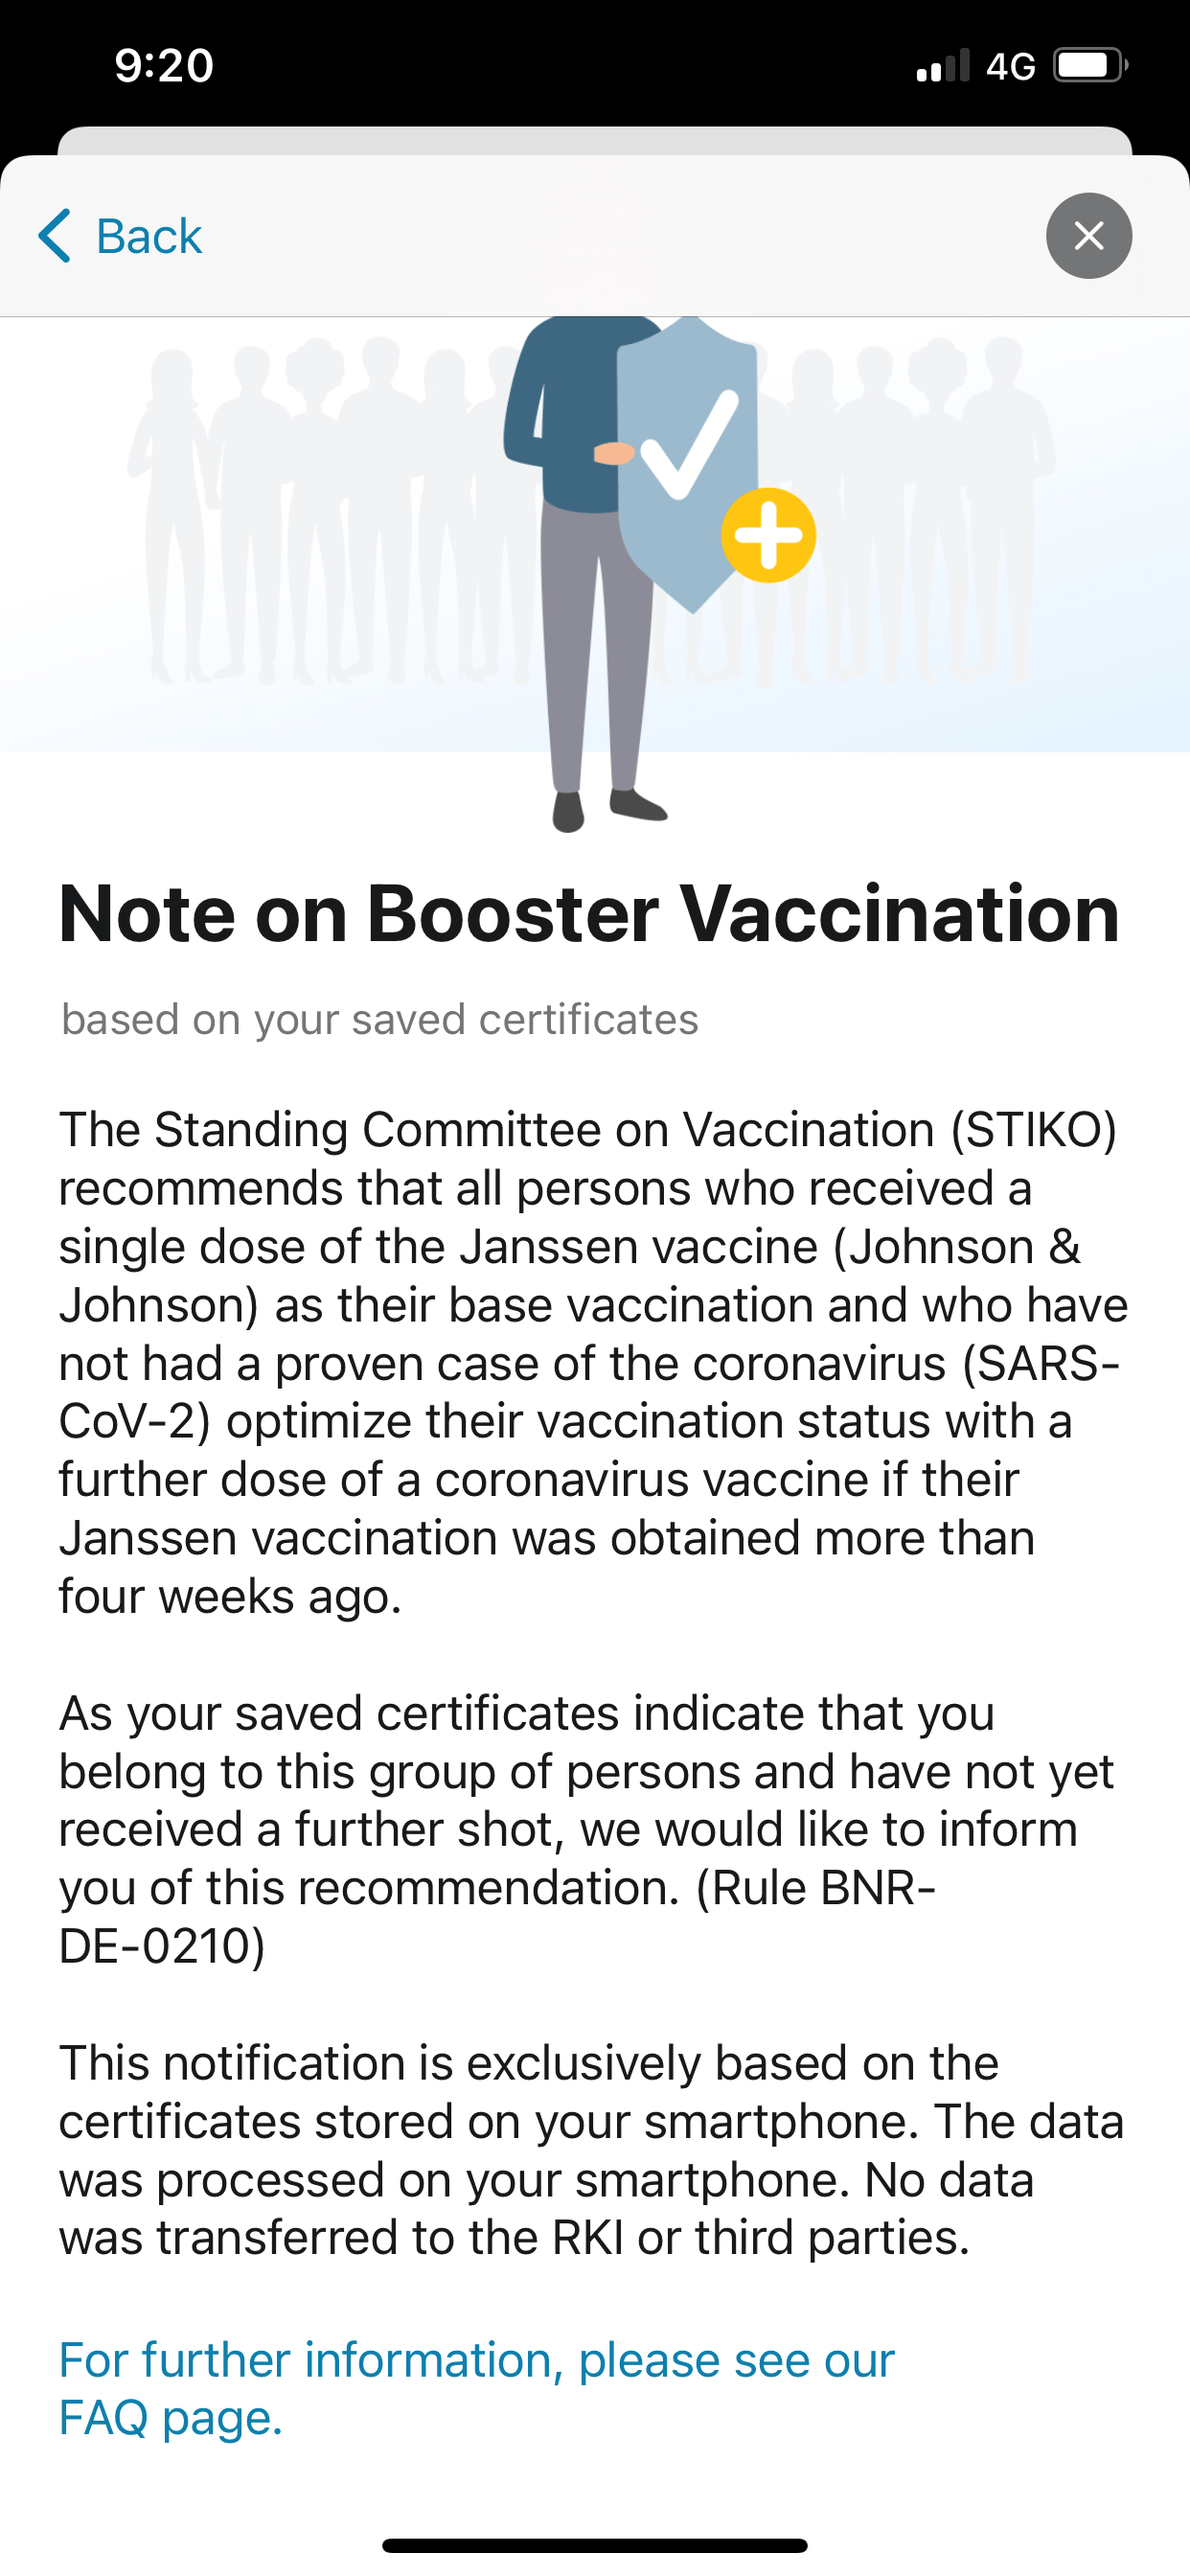 9:20
4G
Back
Note on Booster Vaccination
based on your saved certificates
The Standing Committee on Vaccination (STIKO)
recommends that all persons who received a
single dose of the Janssen vaccine (Johnson &
Johnson) as their base vaccination and who have
not had a proven case of the coronavirus (SARS-
CoV-2) optimize their vaccination status with a
further dose of a coronavirus vaccine if their
Janssen vaccination was obtained more than
four weeks ago.
As your saved certificates indicate that you
belong to this group of persons and have not yet
received a further shot, we would like to inform
you of this recommendation. (Rule BNR-
DE-0210)
This notification is exclusively based on the
certificates stored on your smartphone. The data
was processed on your smartphone. No data
was transferred to the RKI or third parties.
For further information, please see our
FAQ page.